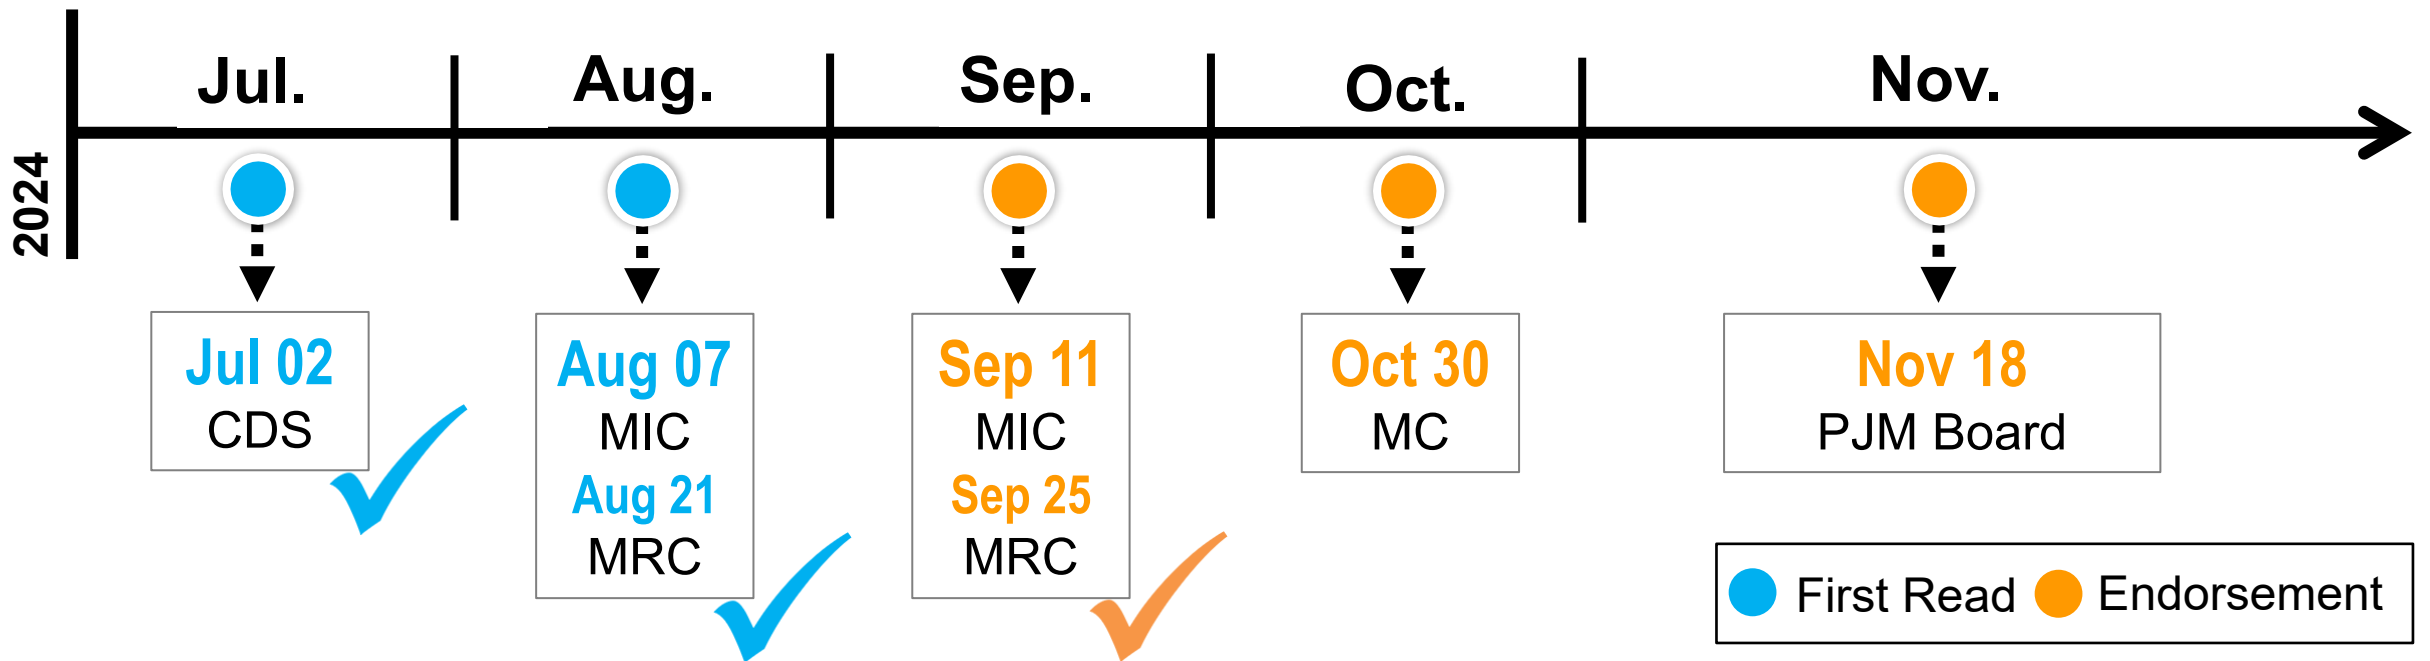 2024
Jul.
Aug.
Sep.
Oct.
Nov.
Jul 02
CDS
Aug 07
MIC
Aug 21
MRC
Sep 11
MIC
Sep 25
MRC
Oct 30
MC
Nov 18
PJM Board
First Read
Endorsement